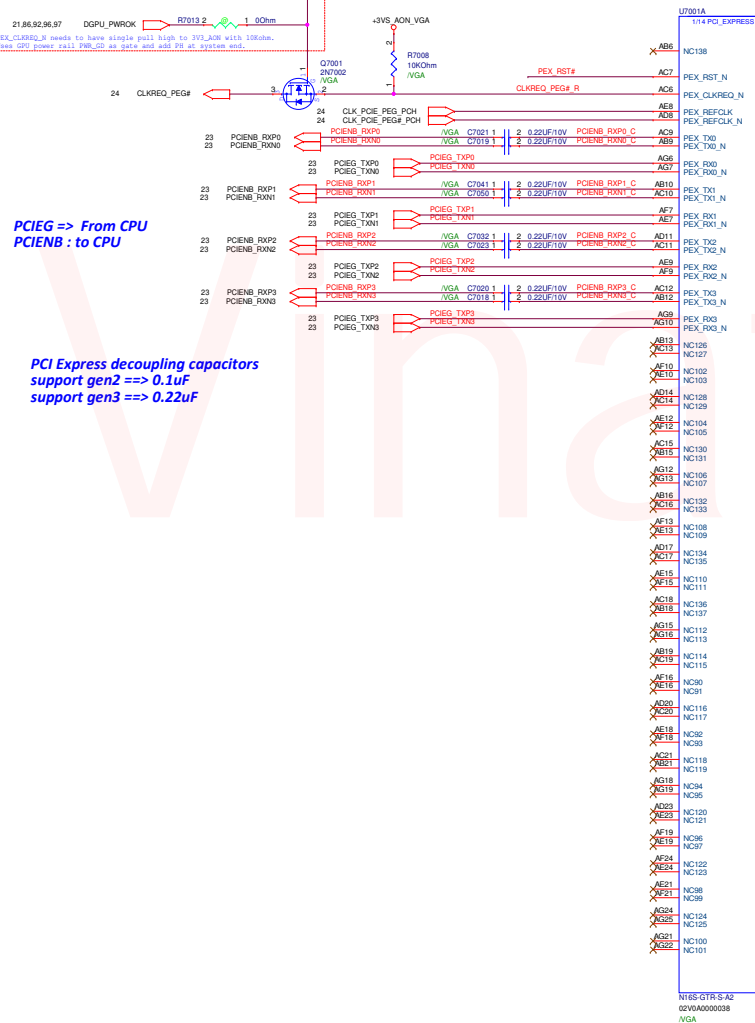 U7001A
1/14 PCI_EXPRESS
+3VS_AON_VGA
21,86,92,96,97 DGPU_PWROK R7013 2 @ 1 0Ohm
EX_CLKREQ_N needs to have single pull high to 3V3_AON with 10Kohm.
ses GPU power rail PWR_GD as gate and add PH at system end.
2
R7008
10KOhm
/VGA
1
Q7001
2N7002
/VGA
1
24 CLKREQ_PEG# 3 2 CLKREQ_PEG#_R AC6 PEX_CLKREQ_N
AB6 NC138
PEX_RST# AC7 PEX_RST_N
24 CLK_PCIE_PEG_PCH AE8 PEX_REFCLK
24 CLK_PCIE_PEG#_PCH AD8 PEX_REFCLK_N
23 PCIENB_RXP0 PCIENB_RXP0 /VGA C7021 1 2 0.22UF/10V PCIENB_RXP0_C AC9 PEX_TX0
23 PCIENB_RXN0 PCIENB_RXN0 /VGA C7019 1 2 0.22UF/10V PCIENB_RXN0_C AB9 PEX_TX0_N
23 PCIEG_TXP0 PCIEG_TXP0 AG6 PEX_RX0
23 PCIEG_TXN0 PCIEG_TXN0 AG7 PEX_RX0_N
23 PCIENB_RXP1 PCIENB_RXP1 /VGA C7041 1 2 0.22UF/10V PCIENB_RXP1_C AB10 PEX_TX1
23 PCIENB_RXN1 PCIENB_RXN1 /VGA C7050 1 2 0.22UF/10V PCIENB_RXN1_C AC10 PEX_TX1_N
23 PCIEG_TXP1 PCIEG_TXP1 AF7 PEX_RX1
23 PCIEG_TXN1 PCIEG_TXN1 AE7 PEX_RX1_N
PCIEG => From CPU
PCIENB : to CPU
23 PCIENB_RXP2 PCIENB_RXP2 /VGA C7032 1 2 0.22UF/10V PCIENB_RXP2_C AD11 PEX_TX2
23 PCIENB_RXN2 PCIENB_RXN2 /VGA C7023 1 2 0.22UF/10V PCIENB_RXN2_C AC11 PEX_TX2_N
23 PCIEG_TXP2 PCIEG_TXP2 AE9 PEX_RX2
23 PCIEG_TXN2 PCIEG_TXN2 AF9 PEX_RX2_N
23 PCIENB_RXP3 PCIENB_RXP3 /VGA C7020 1 2 0.22UF/10V PCIENB_RXP3_C AC12 PEX_TX3
23 PCIENB_RXN3 PCIENB_RXN3 /VGA C7018 1 2 0.22UF/10V PCIENB_RXN3_C AB12 PEX_TX3_N
23 PCIEG_TXP3 PCIEG_TXP3 AG9 PEX_RX3
23 PCIEG_TXN3 PCIEG_TXN3 AG10 PEX_RX3_N
PCI Express decoupling capacitors
support gen2 ==> 0.1uF
support gen3 ==> 0.22uF
AB13 NC126
AC13 NC127
AF10 NC102
AE10 NC103
AD14 NC128
AC14 NC129
AE12 NC104
AF12 NC105
AC15 NC130
AB15 NC131
AG12 NC106
AG13 NC107
AB16 NC132
AC16 NC133
AF13 NC108
AE13 NC109
AD17 NC134
AC17 NC135
AE15 NC110
AF15 NC111
AC18 NC136
AB18 NC137
AG15 NC112
AG16 NC113
AB19 NC114
AC19 NC115
AF16 NC90
AE16 NC91
AD20 NC116
AC20 NC117
AE18 NC92
AF18 NC93
AC21 NC118
AB21 NC119
AG18 NC94
AG19 NC95
AD23 NC120
AE23 NC121
AF19 NC96
AE19 NC97
AF24 NC122
AE24 NC123
AE21 NC98
AF21 NC99
AG24 NC124
AG25 NC125
AG21 NC100
AG22 NC101
N16S-GTR-S-A2
02V0A0000038
/VGA
Vina